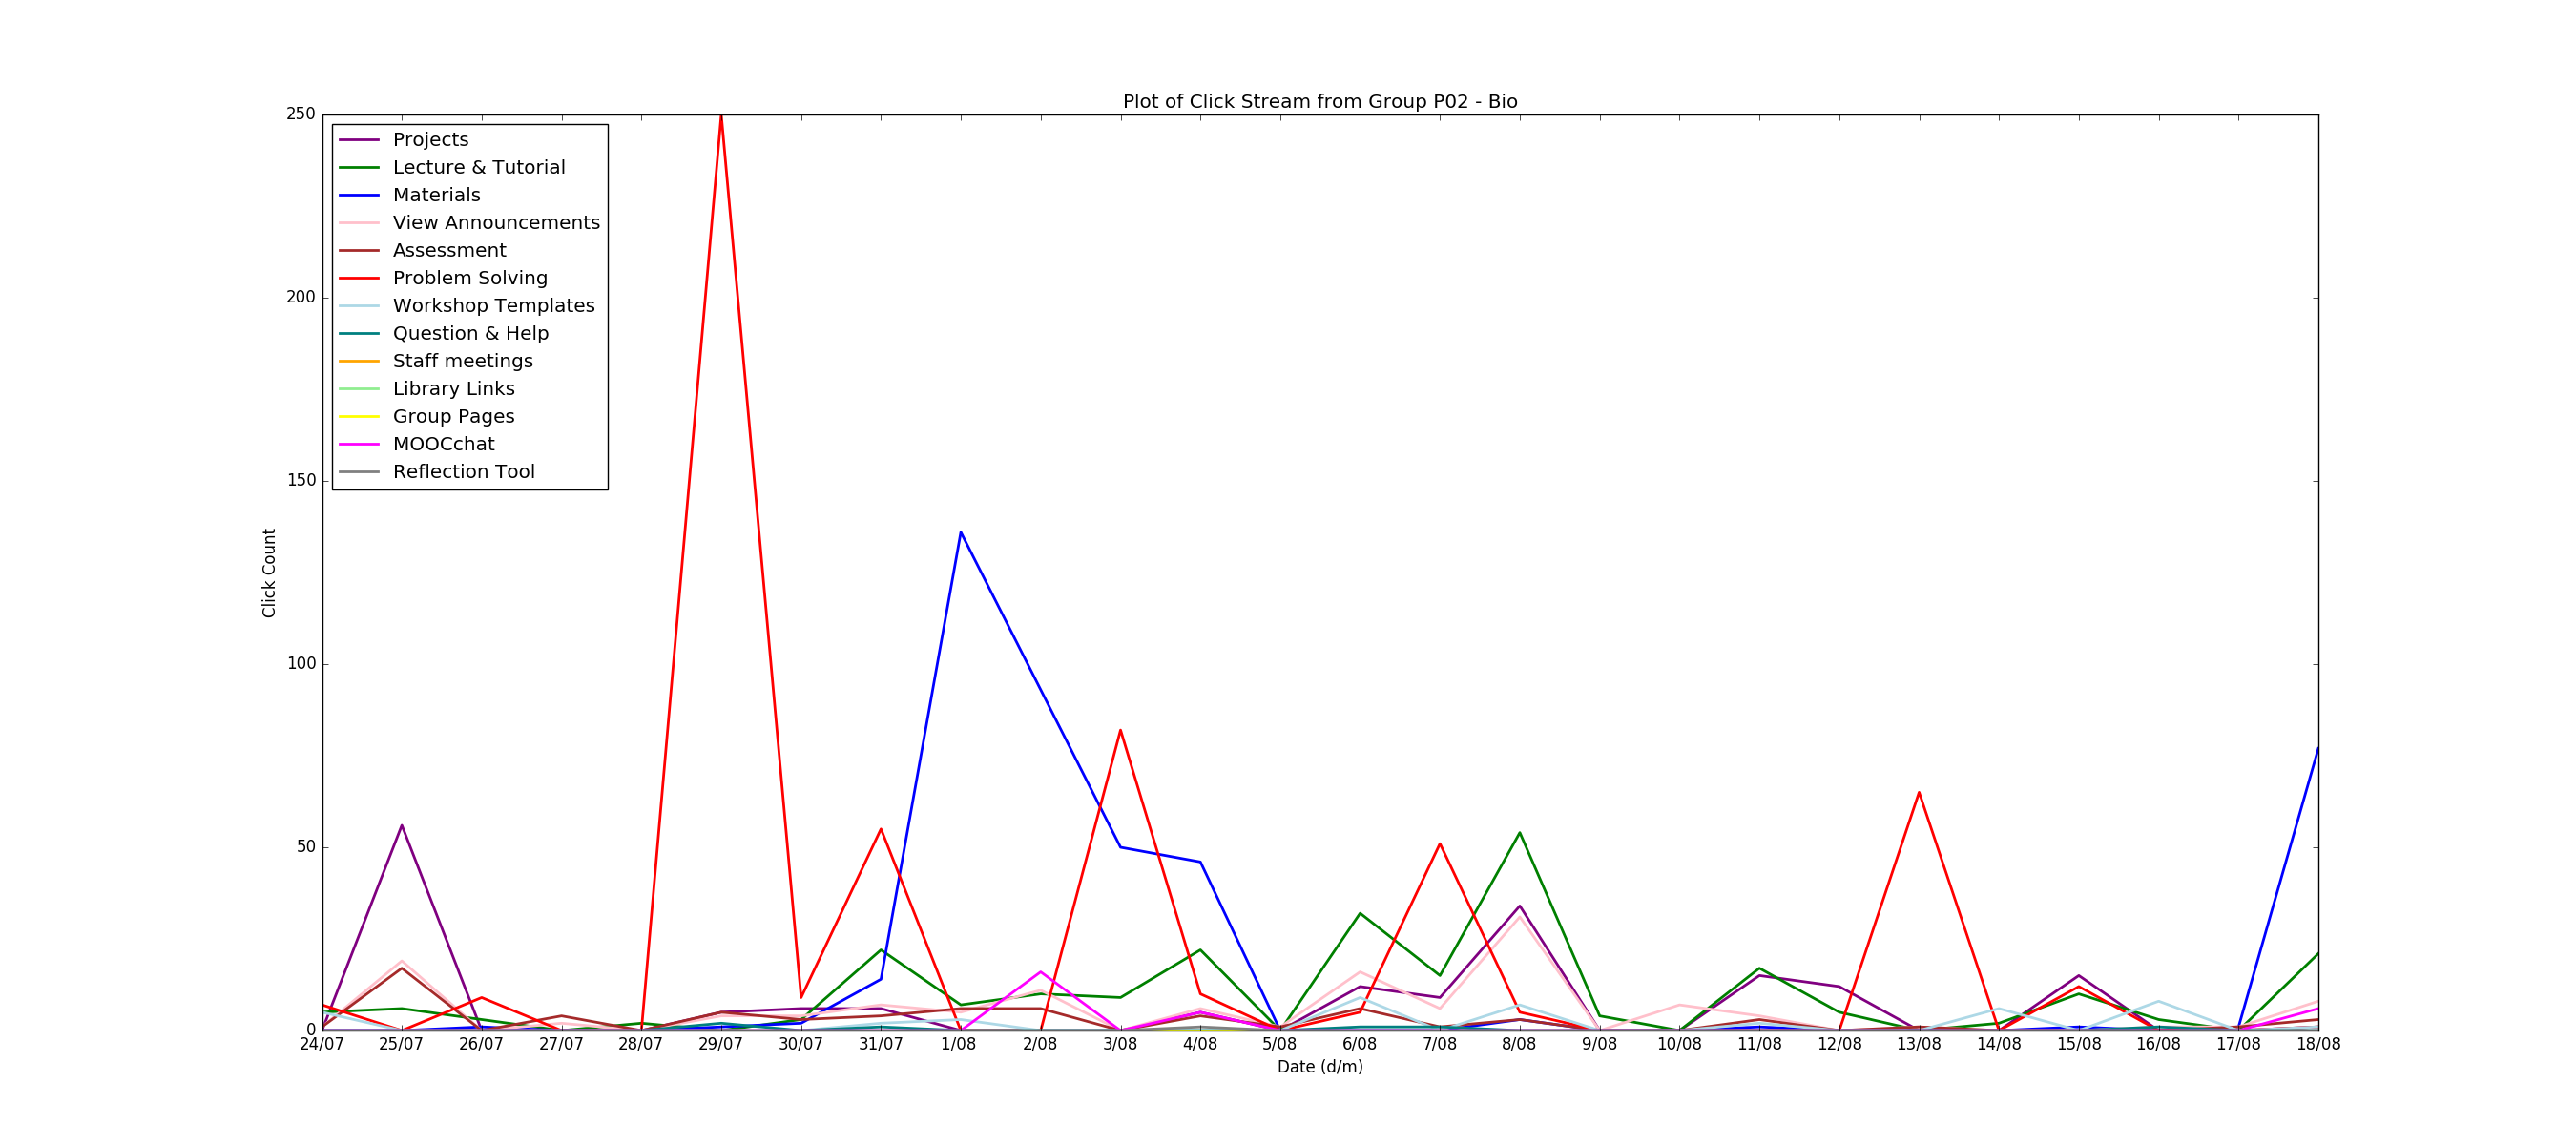 Plot of Click Stream from Group P02 - Bio
250
200
150
100
50
0
Click Count
Projects
Lecture & Tutorial
Materials
View Announcements
Assessment
Problem Solving
Workshop Templates
Question & Help
Staff meetings
Library Links
Group Pages
MOOCchat
Reflection Tool
24/07 25/07 26/07 27/07 28/07 29/07 30/07 31/07 1/08 2/08 3/08 4/08 5/08 6/08 7/08 8/08 9/08 10/08 11/08 12/08 13/08 14/08 15/08 16/08 17/08 18/08
Date (d/m)